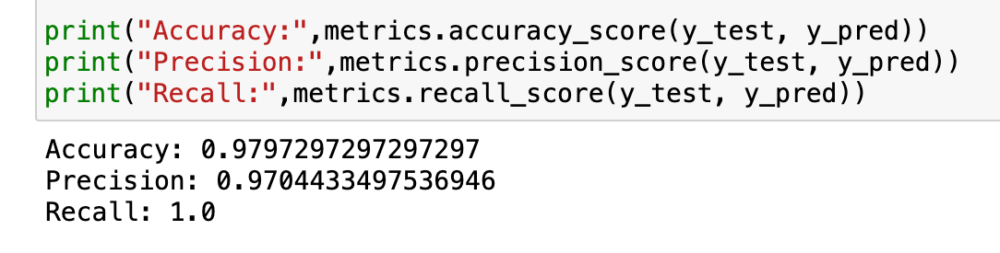 print("Accuracy:",metrics.accuracy_score(y_test, y_pred))
print("Precision:",metrics.precision_score(y_test, y_pred))
print("Recall:",metrics.recall_score(y_test, y_pred))
Accuracy: 0.9797297297297297
Precision: 0.9704433497536946
Recall: 1.0